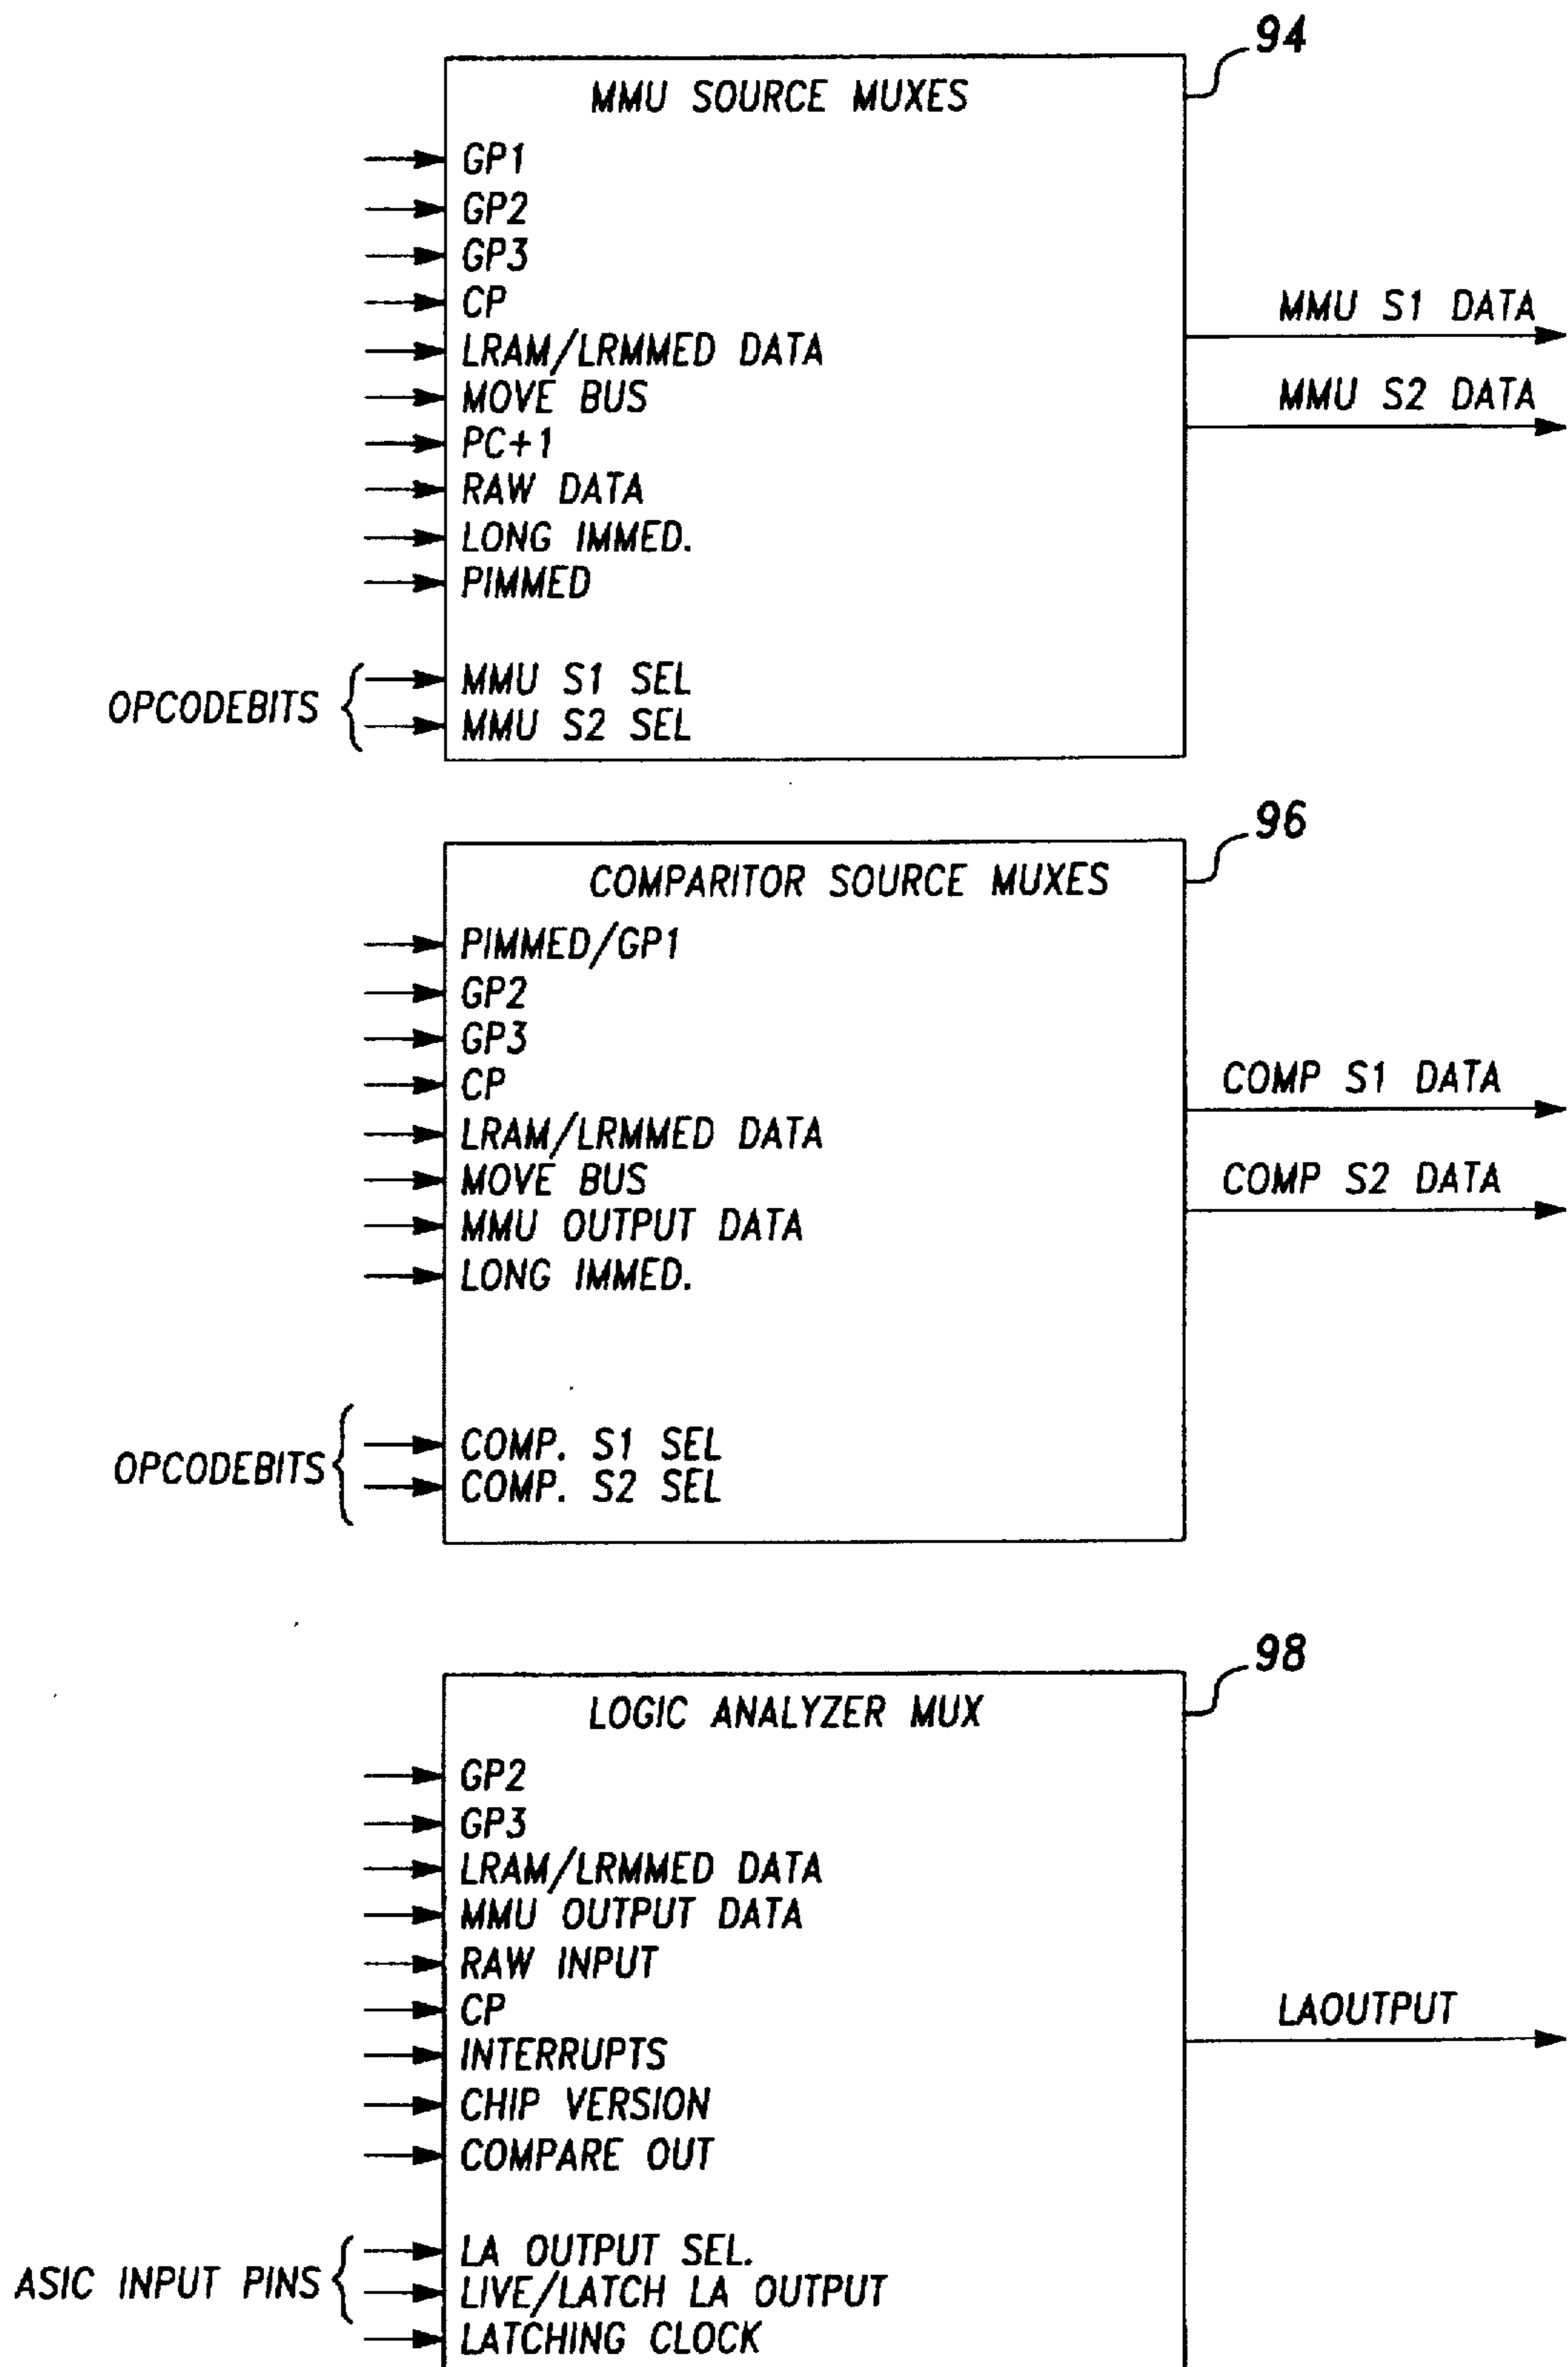 94
MMU SOURCE MUXES
GP1
GP2
GP3
CP
LRAM/LRMMED DATA
MOVE BUS
PC+1
RAW DATA
LONG IMMED.
PIMMED
MMU S1 DATA
MMU S2 DATA
OPCODEBITS
MMU S1 SEL
MMU S2 SEL
96
COMPARITOR SOURCE MUXES
PIMMED/GP1
GP2
GP3
CP
LRAM/LRMMED DATA
MOVE BUS
MMU OUTPUT DATA
LONG IMMED.
COMP S1 DATA
COMP S2 DATA
OPCODEBITS
COMP. S1 SEL
COMP. S2 SEL
98
LOGIC ANALYZER MUX
GP2
GP3
LRAM/LRMMED DATA
MMU OUTPUT DATA
RAW INPUT
CP
INTERRUPTS
CHIP VERSION
COMPARE OUT
LAOUTPUT
ASIC INPUT PINS
LA OUTPUT SEL.
LIVE/LATCH LA OUTPUT
LATCHING CLOCK